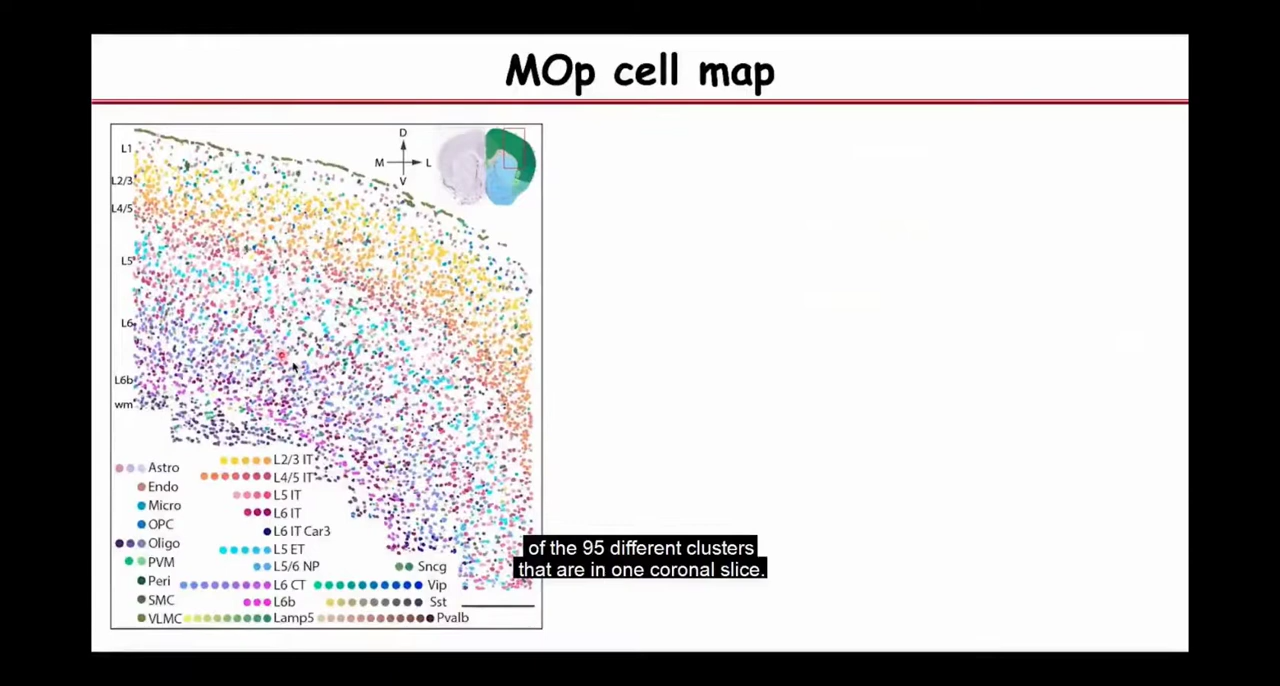 MOp cell map
D
M L
V
L1
L2/3
L4/5
L5
L6
L6b
wm
Astro
Endo
Micro
OPC
Oligo
PVM
Peri
SMC
VLMC
L2/3 IT
L4/5 IT
L5 IT
L6 IT
L6 IT Car3
L5 ET
L5/6 NP
L6 CT
L6b
Lamp5
Sncg
Vip
Sst
Pvalb
of the 95 different clusters
that are in one coronal slice.